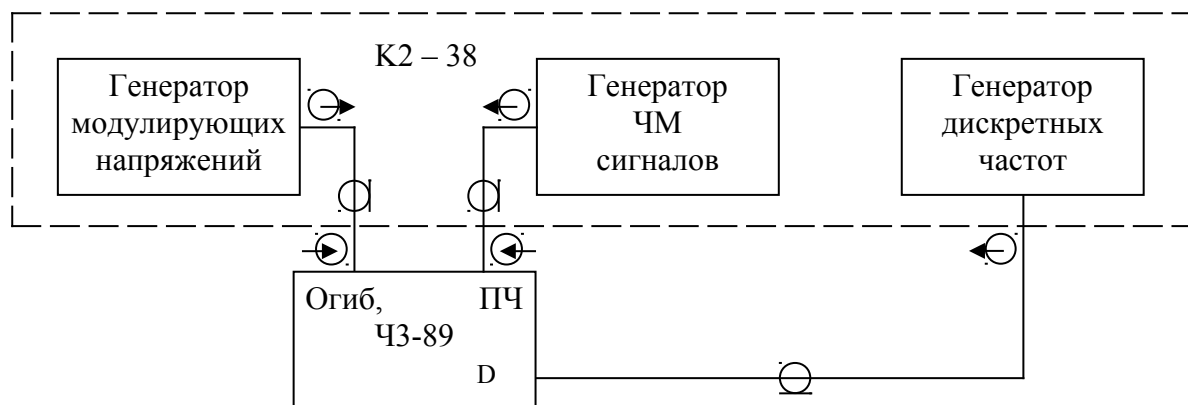 К2 – 38
Генератор
модулирующих
напряжений
Генератор
ЧМ
сигналов
Генератор
дискретных
частот
Огиб, ПЧ
Ч3-89
D